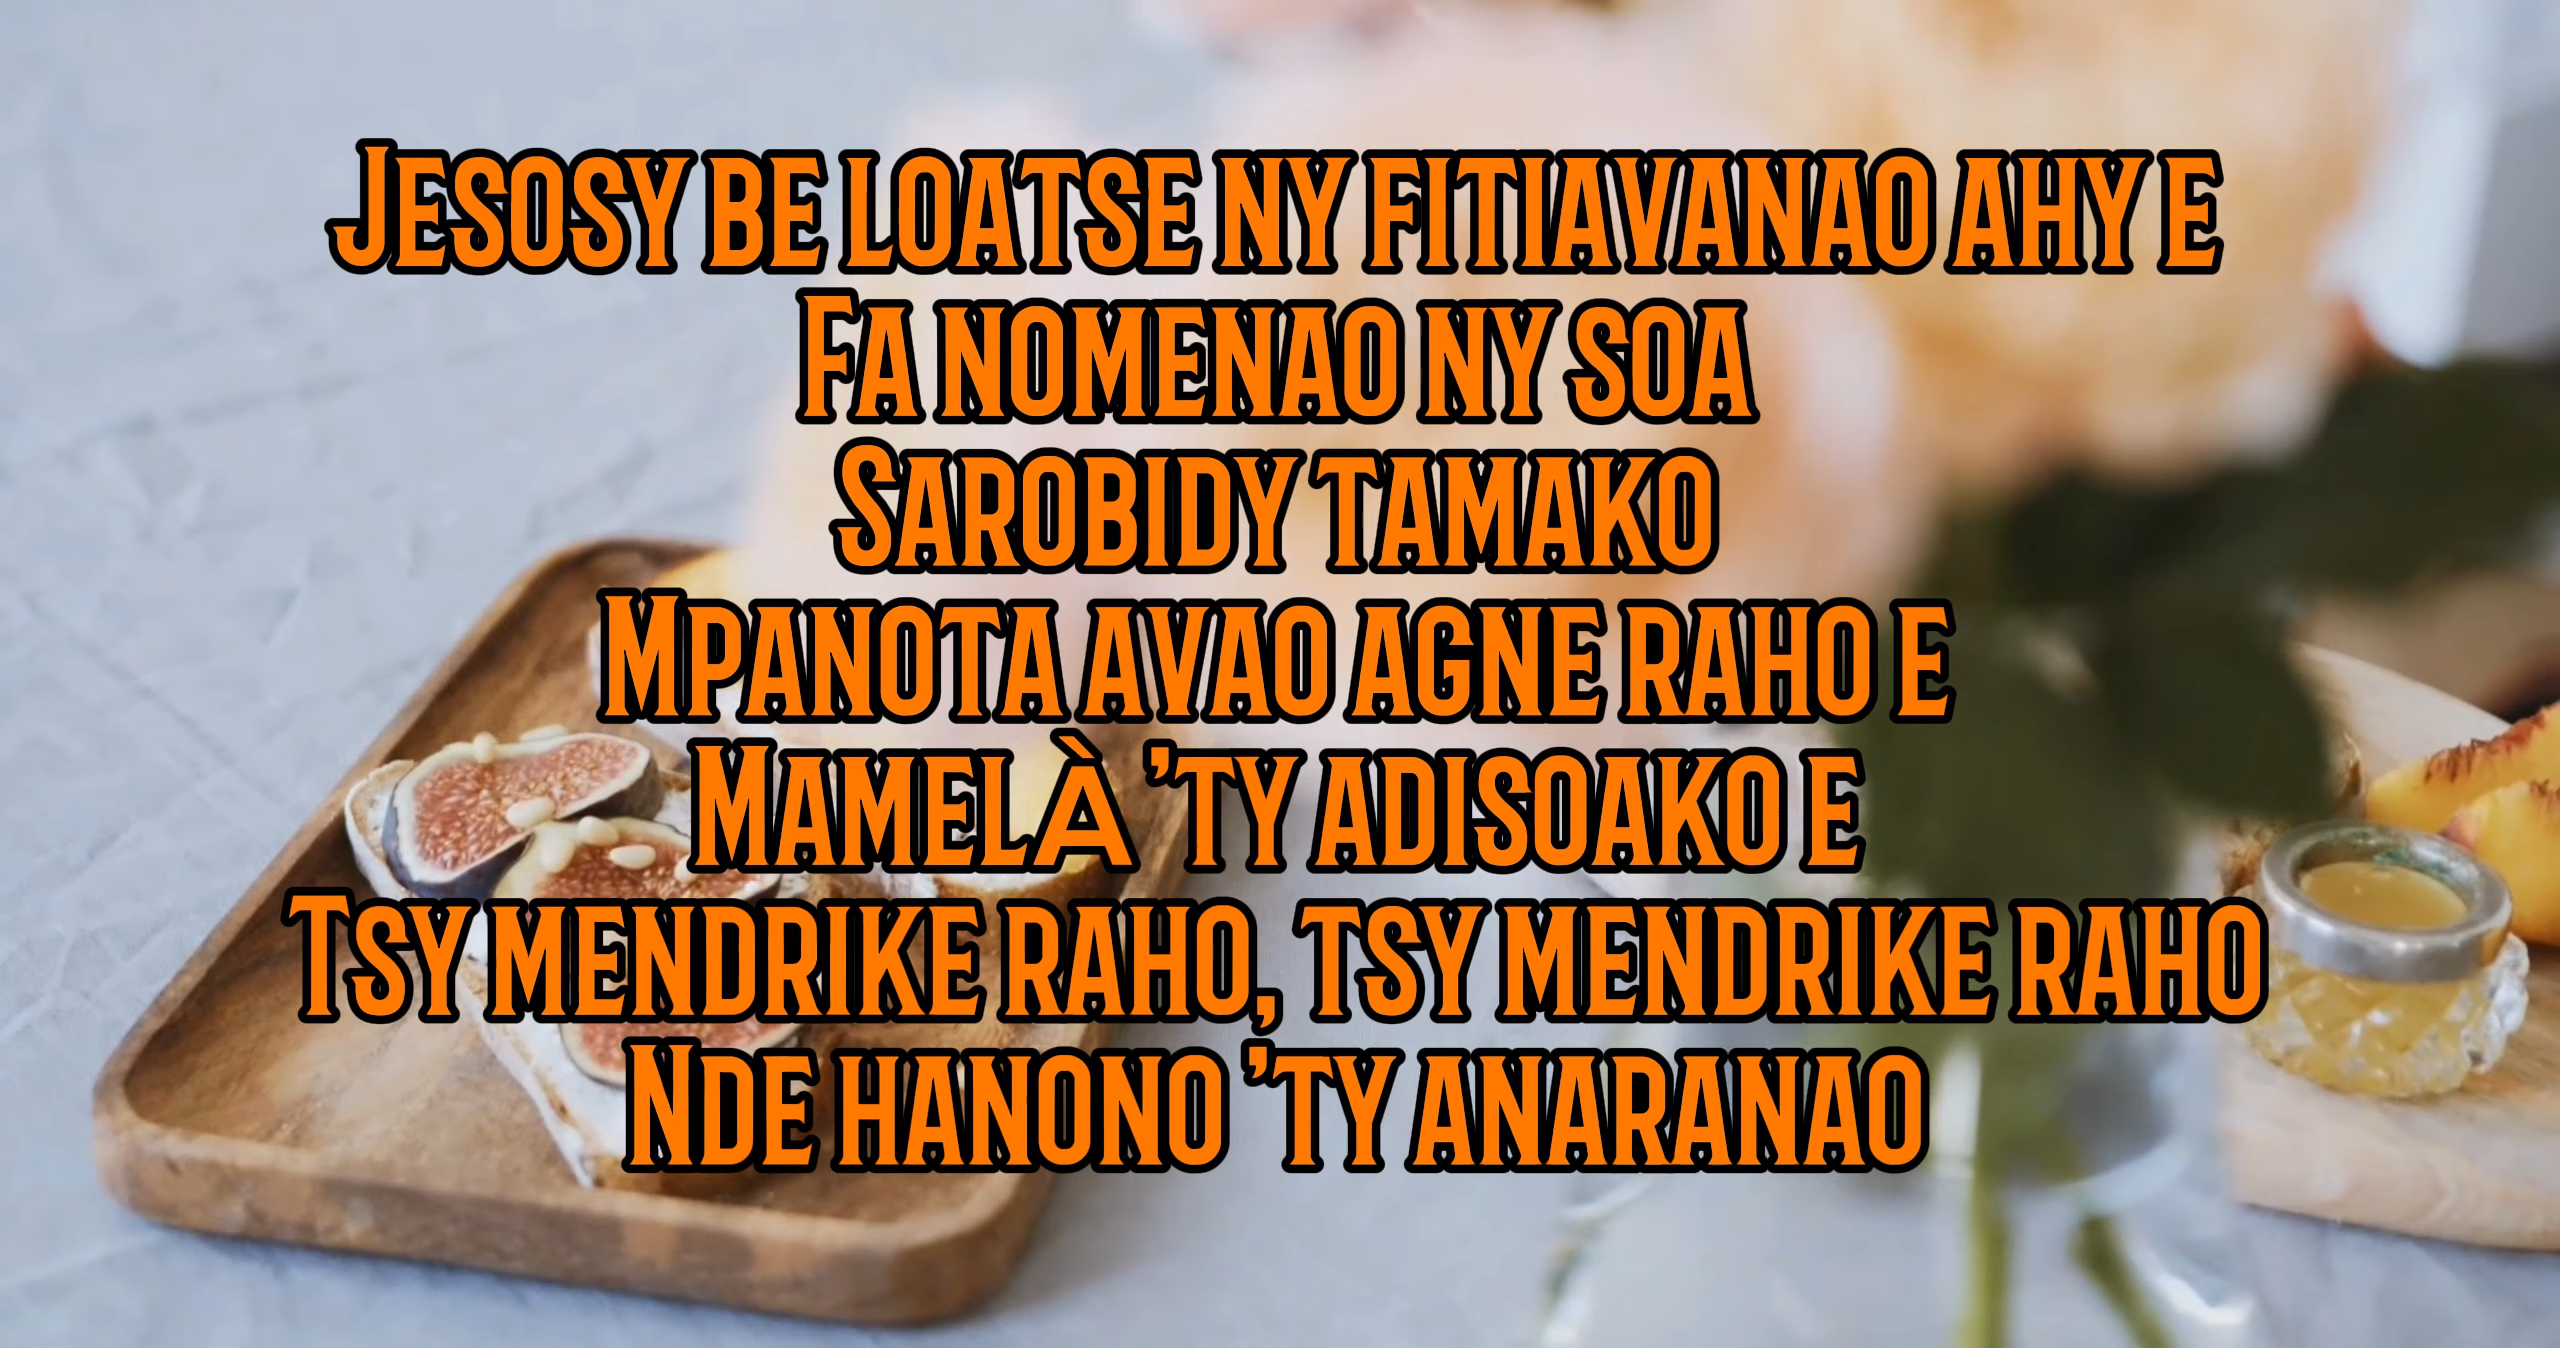 Jesosy be loatse ny fitiavanao ahy e
Fa nomenao ny soa
Sarobidy tamako
Mpanota avao agne raho e
Mamelà ’ty adisoako e
Tsy mendrike raho, tsy mendrike raho
Nde hanono ’ty anaranao